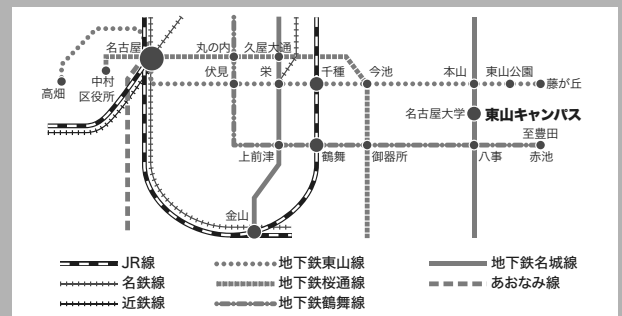 名古屋
丸の内
久屋大通
高畑
中村
区役所
伏見
栄
千種
今池
本山
東山公園
藤が丘
名古屋大学
東山キャンパス
至豊田
上前津
鶴舞
御器所
八事
赤池
金山
JR線
地下鉄東山線
地下鉄名城線
名鉄線
地下鉄桜通線
あおなみ線
近鉄線
地下鉄鶴舞線